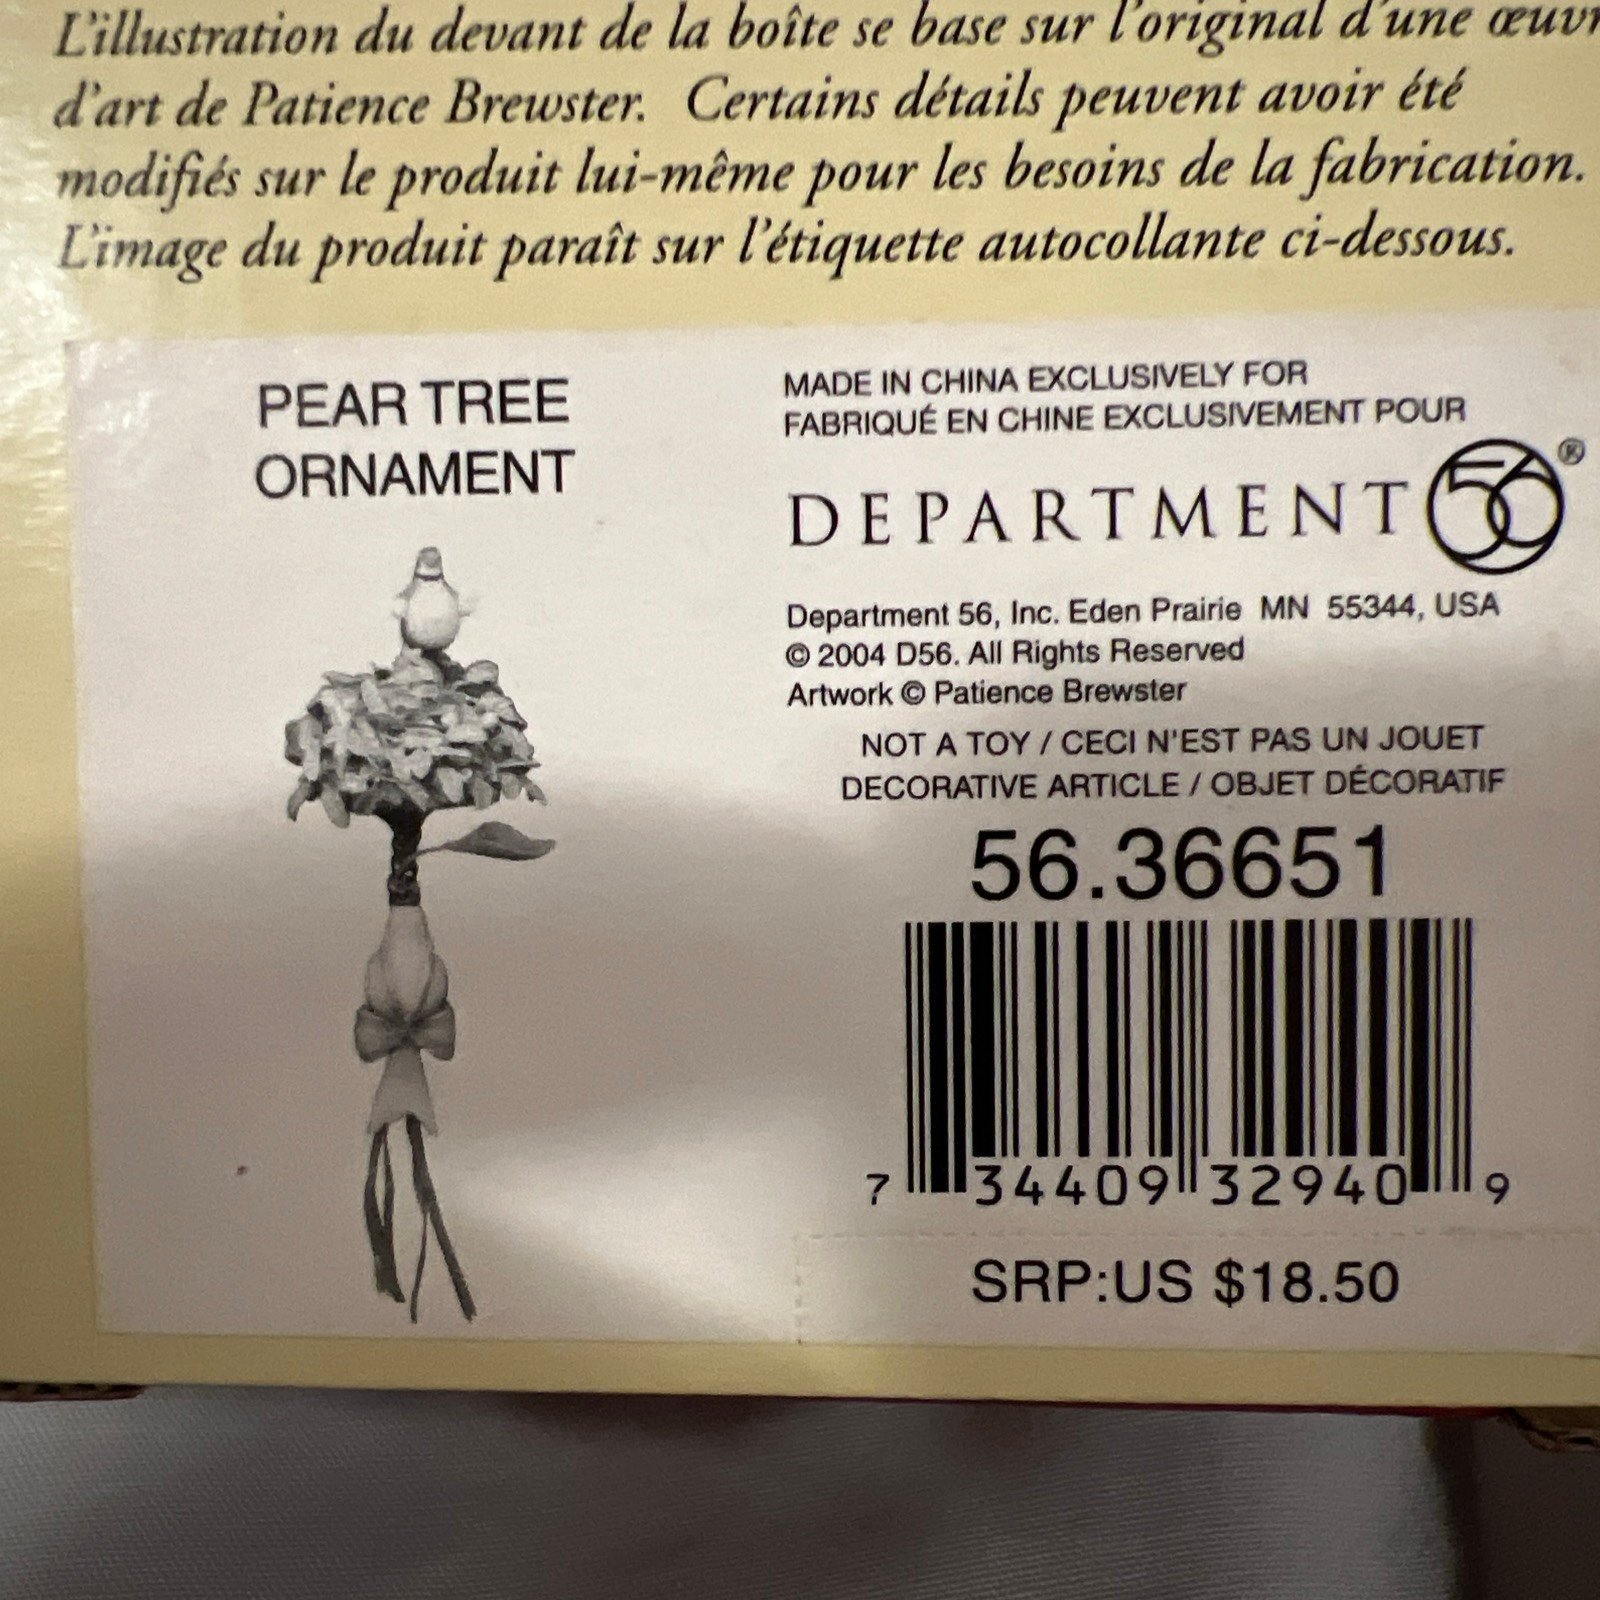 L'illustration du devant de la boîte se base sur l'original d'une
d'art de Patience Brewster. Certains détails peuvent avoir été
modifiés sur le produit lui-même pour les besoins de la fabrication.
L'image du produit paraît sur l'étiquette autocollante ci-dessous.
PEAR TREE
ORNAMENT
MADE IN CHINA EXCLUSIVELY FOR
FABRIQUÉ EN CHINE EXCLUSIVEMENT POUR
DEPARTMENT 56®
Department 56, Inc. Eden Prairie MN 55344, USA
© 2004 D56. All Rights Reserved
Artwork © Patience Brewster
NOT A TOY / CECI N'EST PAS UN JOUET
DECORATIVE ARTICLE / OBJET DÉCORATIF
56.36651
7 34409 32940 9
SRP:US $18.50